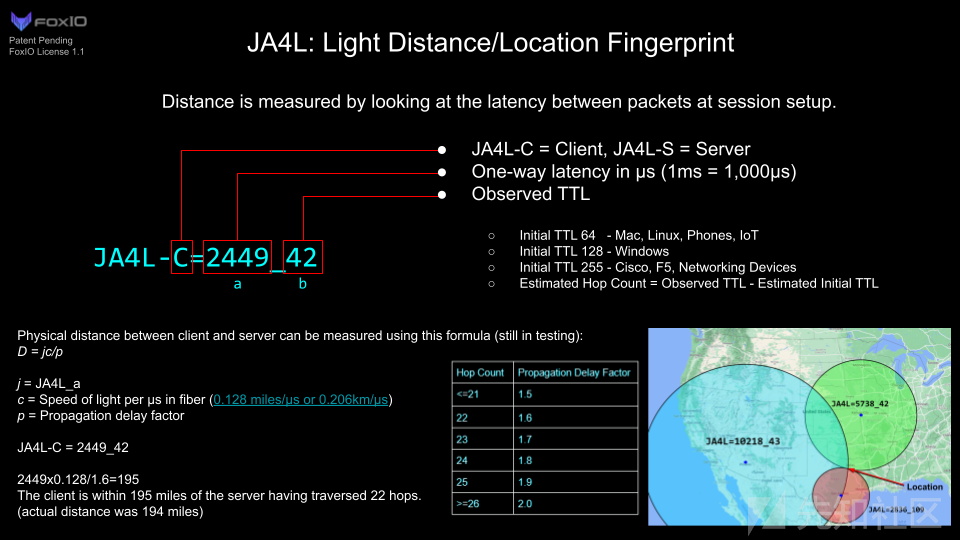 FOXIO
Patent Pending
FoxIO License 1.1
JA4L: Light Distance/Location Fingerprint
Distance is measured by looking at the latency between packets at session setup.
● JA4L-C = Client, JA4L-S = Server
● One-way latency in µs (1ms = 1,000µs)
● Observed TTL
○ Initial TTL 64 - Mac, Linux, Phones, IoT
○ Initial TTL 128 - Windows
○ Initial TTL 255 - Cisco, F5, Networking Devices
○ Estimated Hop Count = Observed TTL - Estimated Initial TTL
JA4L-C=2449_42
a b
Physical distance between client and server can be measured using this formula (still in testing):
D = jc/p
j = JA4L_a
c = Speed of light per µs in fiber (0.128 miles/µs or 0.206km/µs)
p = Propagation delay factor
JA4L-C = 2449_42
2449x0.128/1.6=195
The client is within 195 miles of the server having traversed 22 hops.
(actual distance was 194 miles)
Hop Count Propagation Delay Factor
<=21 1.5
22 1.6
23 1.7
24 1.8
25 1.9
>=26 2.0
JA4L=5738_42
JA4L=10218_43
Location
JA4L=2836_109
United States
先知社区